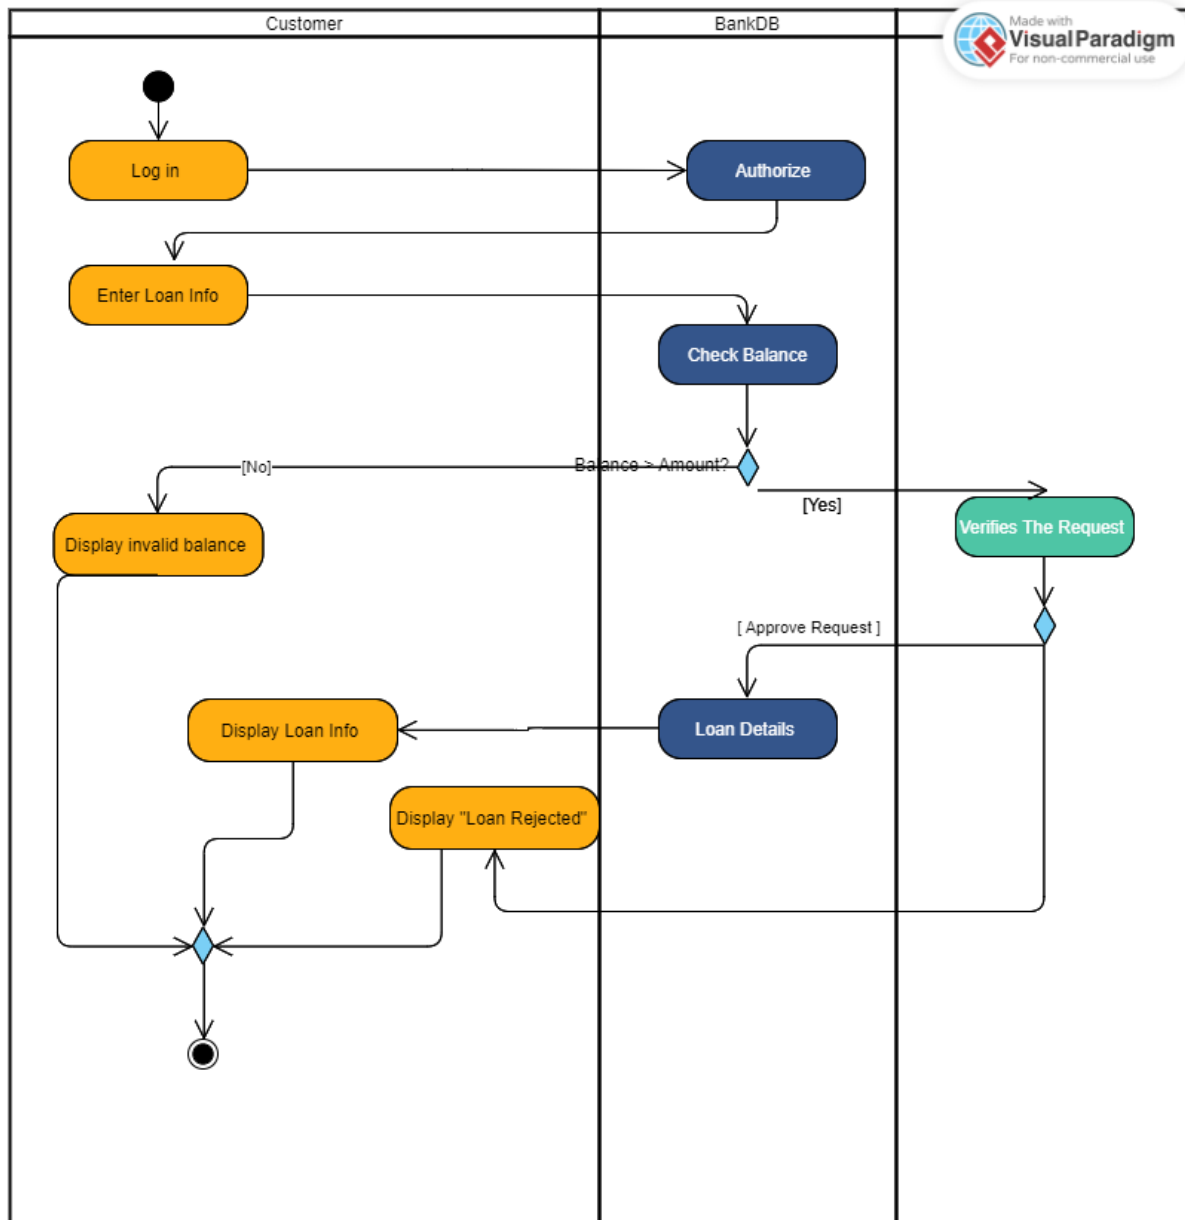 Customer
BankDB
Made with
Visual Paradigm
For non-commercial use
Log in
Authorize
Enter Loan Info
Check Balance
[No]
Balance > Amount?
[Yes]
Display invalid balance
Verifies The Request
[ Approve Request ]
Display Loan Info
Loan Details
Display "Loan Rejected"